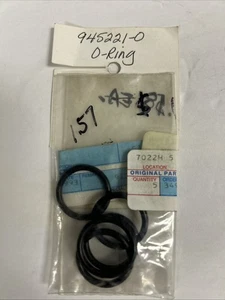 945221-0
O-Ring
157
70224 5
LOCATION
ORIGINAL PAR
QUANTITY
5